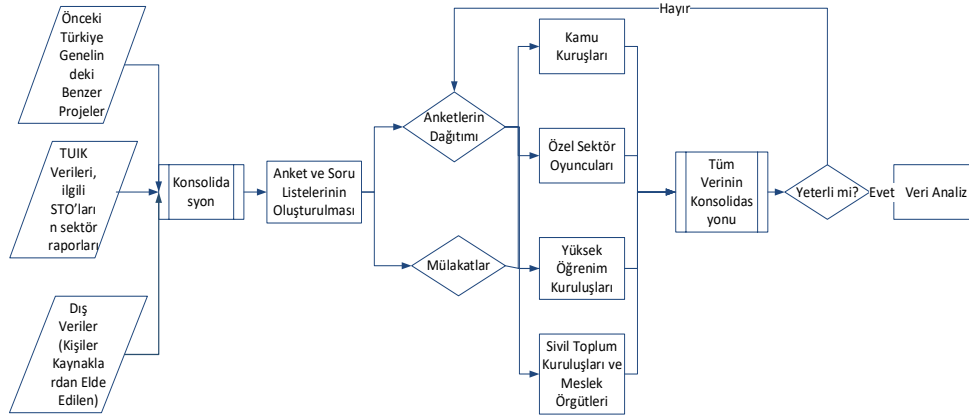 Önceki
Türkiye
Genelin
deki
Benzer
Projeler
TUIK
Verileri,
ilgili
STO'ları
n sektör
raporları
Dış
Veriler
(Kişiler
Kaynakla
rdan Elde
Edilen)
Konsolida
syon
Anket ve Soru
Listelerinin
Oluşturulması
Anketlerin
Dağıtımı
Mülakatlar
Kamu
Kuruşları
Özel Sektör
Oyuncuları
Yüksek
Öğrenim
Kuruluşları
Sivil Toplum
Kuruluşları ve
Meslek
Örgütleri
Tüm
Verinin
Konsolidas
yonu
Yeterli mi?
Hayır
Evet
Veri Analiz